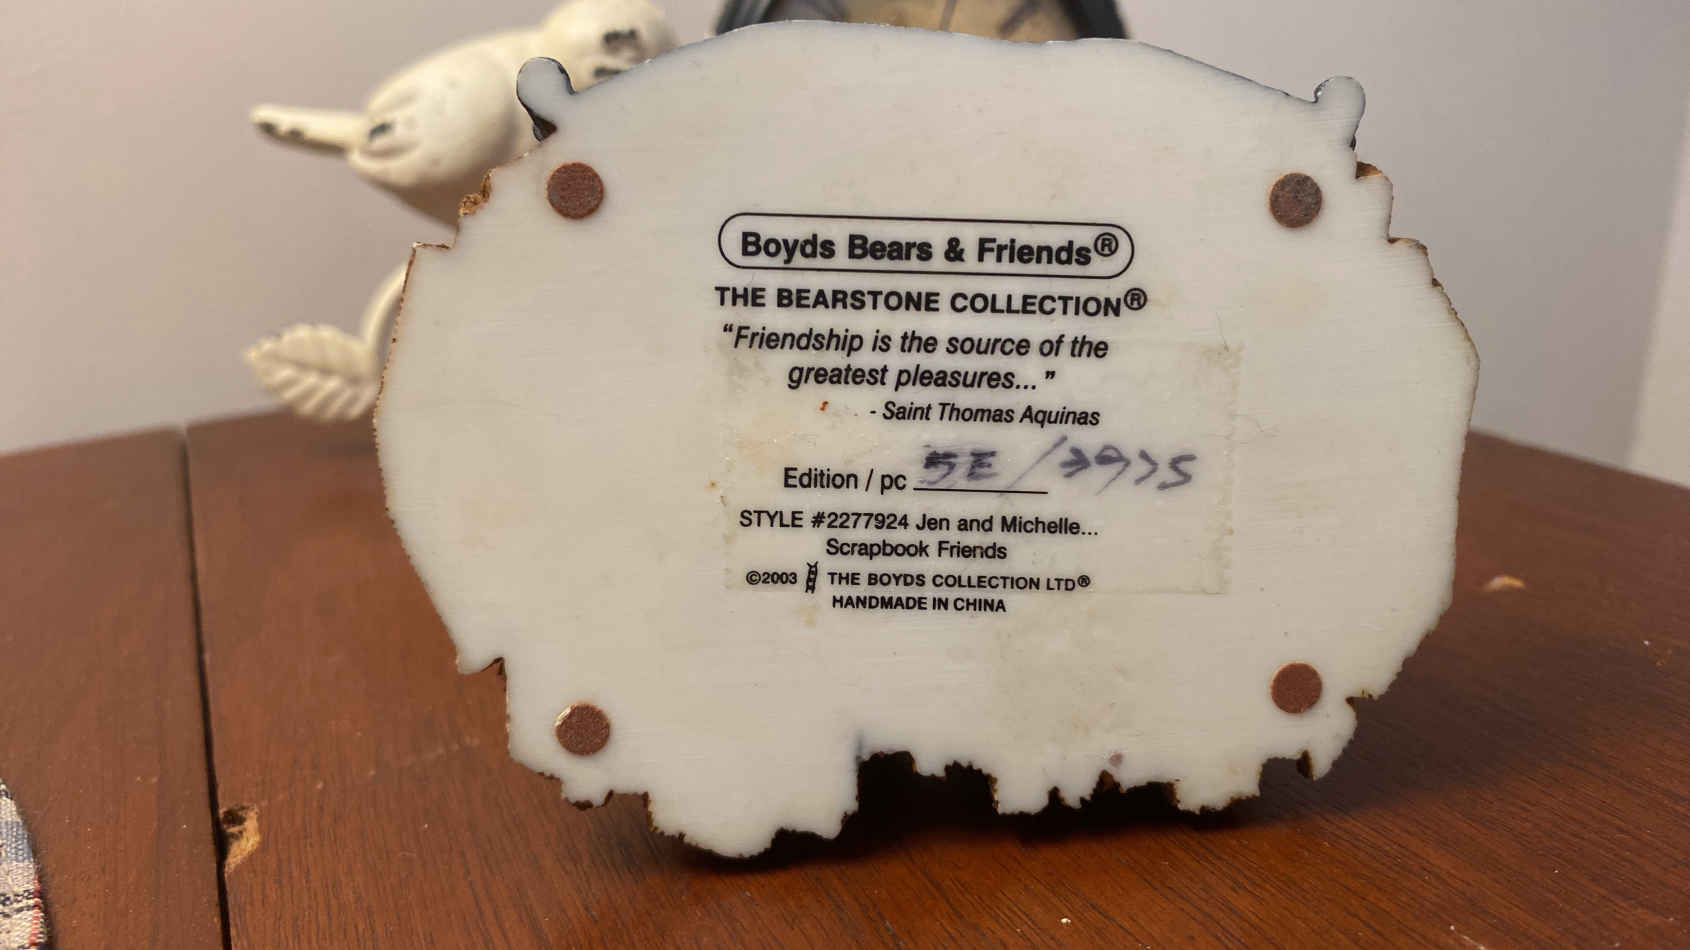 Boyds Bears & Friends®
THE BEARSTONE COLLECTION®
“Friendship is the source of the
greatest pleasures... ”
- Saint Thomas Aquinas
Edition / pc 5E /
STYLE #2277924 Jen and Michelle...
Scrapbook Friends
©2003 THE BOYDS COLLECTION LTD®
HANDMADE IN CHINA